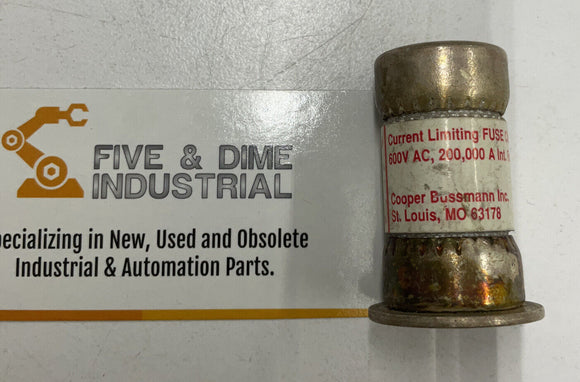 FIVE & DIME
INDUSTRIAL
pecializing in New, Used and Obsolete
Industrial & Automation Parts.
Current Limiting FUSE
600V AC, 200,000 A Int.
Cooper Bussmann Inc.
St. Louis, MO 63178